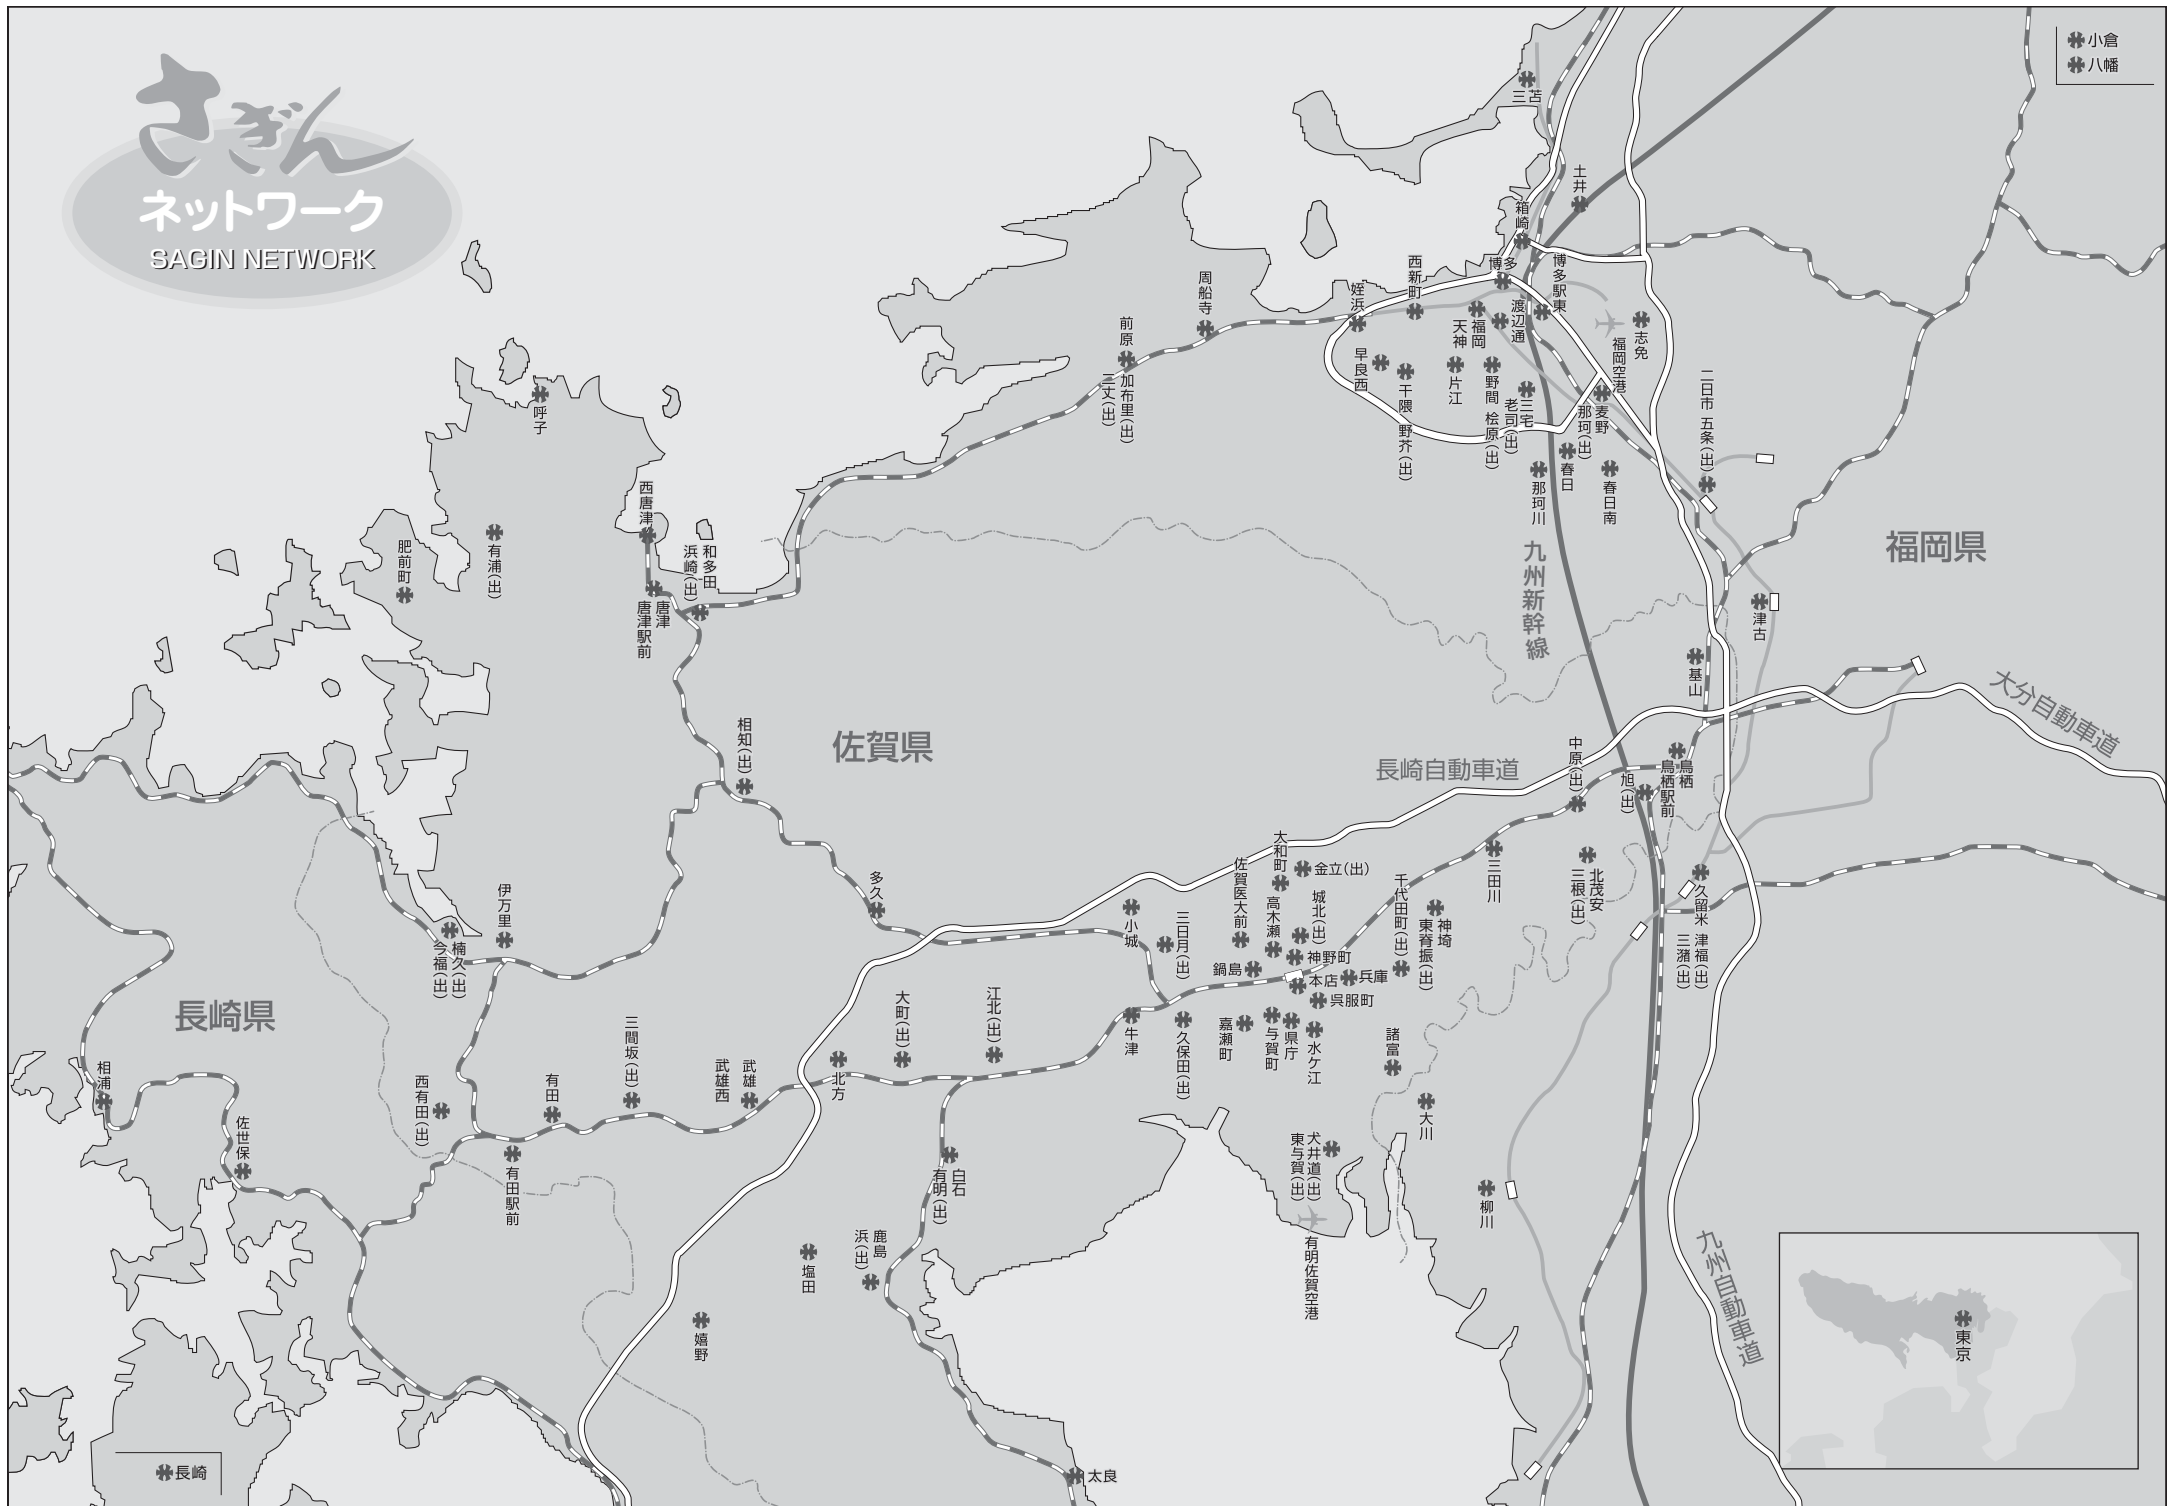 さぎん
ネットワーク
SAGIN NETWORK
小倉
八幡
三苫
土井
箱崎
博多
博多駅東
西新町
姪浜
周船寺
前原
加布里(出)
二丈(出)
福岡
天神
渡辺通
志免
福岡空港
早良西
干隈
野芥(出)
片江
野間
桧原(出)
三宅
老司(出)
麦野
那珂(出)
春日
春日南
那珂川
二日市
五条(出)
九州新幹線
福岡県
津古
基山
大分自動車道
呼子
有浦(出)
肥前町
西唐津
和多田
浜崎(出)
唐津
唐津駅前
相知(出)
佐賀県
長崎自動車道
中原(出)
旭(出)
鳥栖
鳥栖駅前
多久
伊万里
楠久(出)
今福(出)
大和町
金立(出)
佐賀医大前
高木瀬
城北(出)
神野町
鍋島
本店
兵庫
呉服町
千代田町(出)
神埼
東脊振(出)
三田川
北茂安
三根(出)
久留米
津福(出)
三潴(出)
小城
三日月(出)
牛津
久保田(出)
嘉瀬町
与賀町
県庁
水ケ江
諸富
大川
長崎県
相浦
佐世保
西有田(出)
有田
有田駅前
三間坂(出)
武雄
武雄西
北方
大町(出)
江北(出)
白石
有明(出)
犬井道(出)
東与賀(出)
有明佐賀空港
柳川
塩田
鹿島
浜(出)
嬉野
太良
長崎
九州自動車道
東京